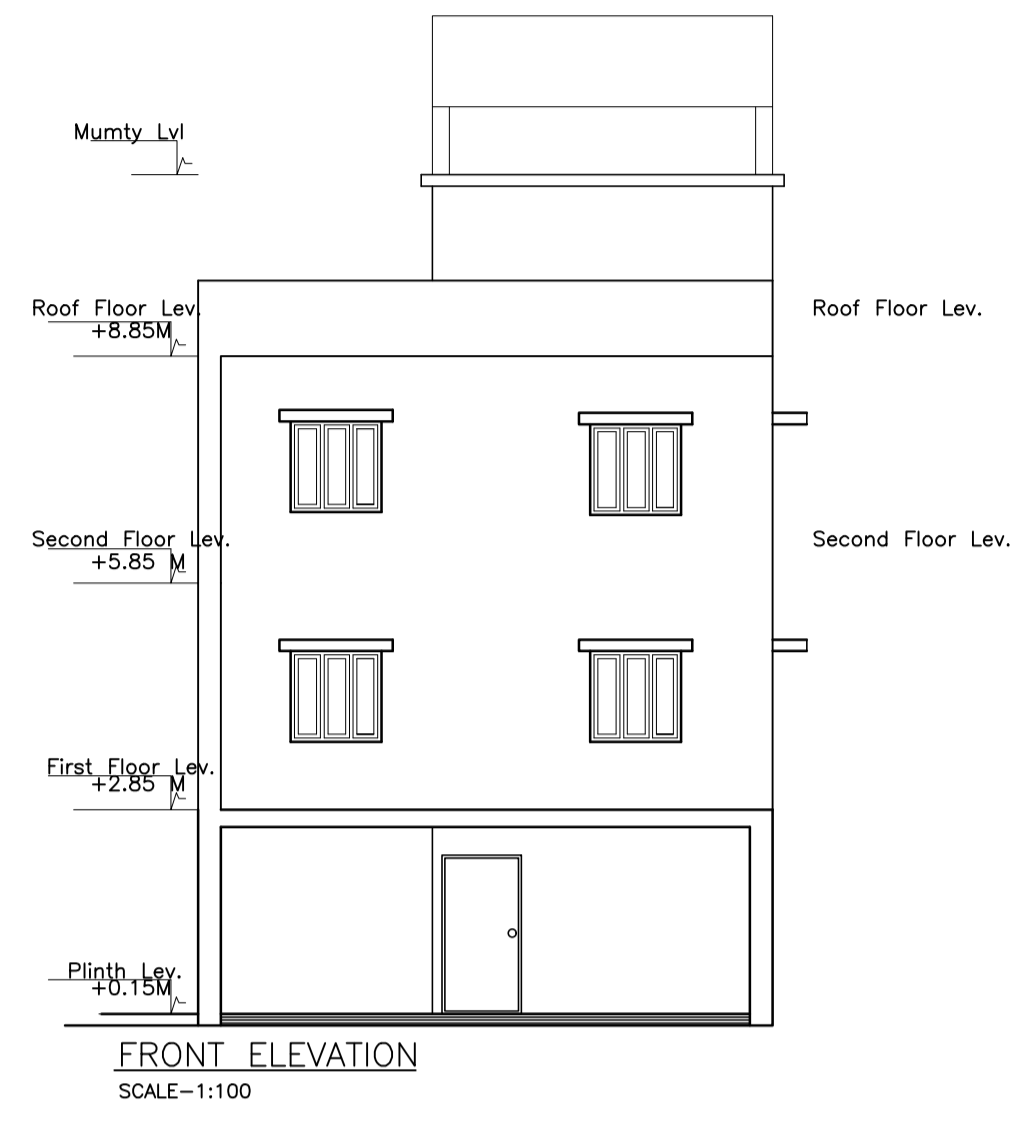 Mumty Lvl
Roof Floor Lev.
+8.85M
Roof Floor Lev.
Second Floor Lev.
+5.85 M
Second Floor Lev.
First Floor Lev.
+2.85 M
Plinth Lev.
+0.15M
FRONT ELEVATION
SCALE-1:100